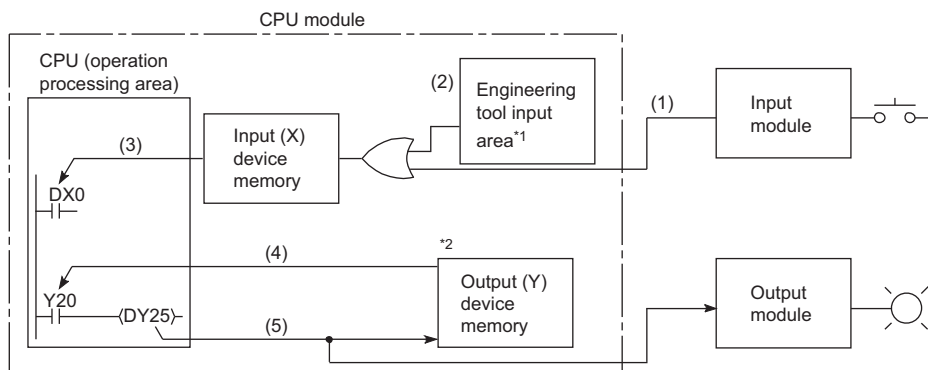 CPU module
CPU (operation
processing area)
(2)
Engineering
tool input
area*1
(1)
Input
module
(3)
Input (X)
device
memory
DX0
(4)
*2
Y20
DY25
(5)
Output (Y)
device
memory
Output
module